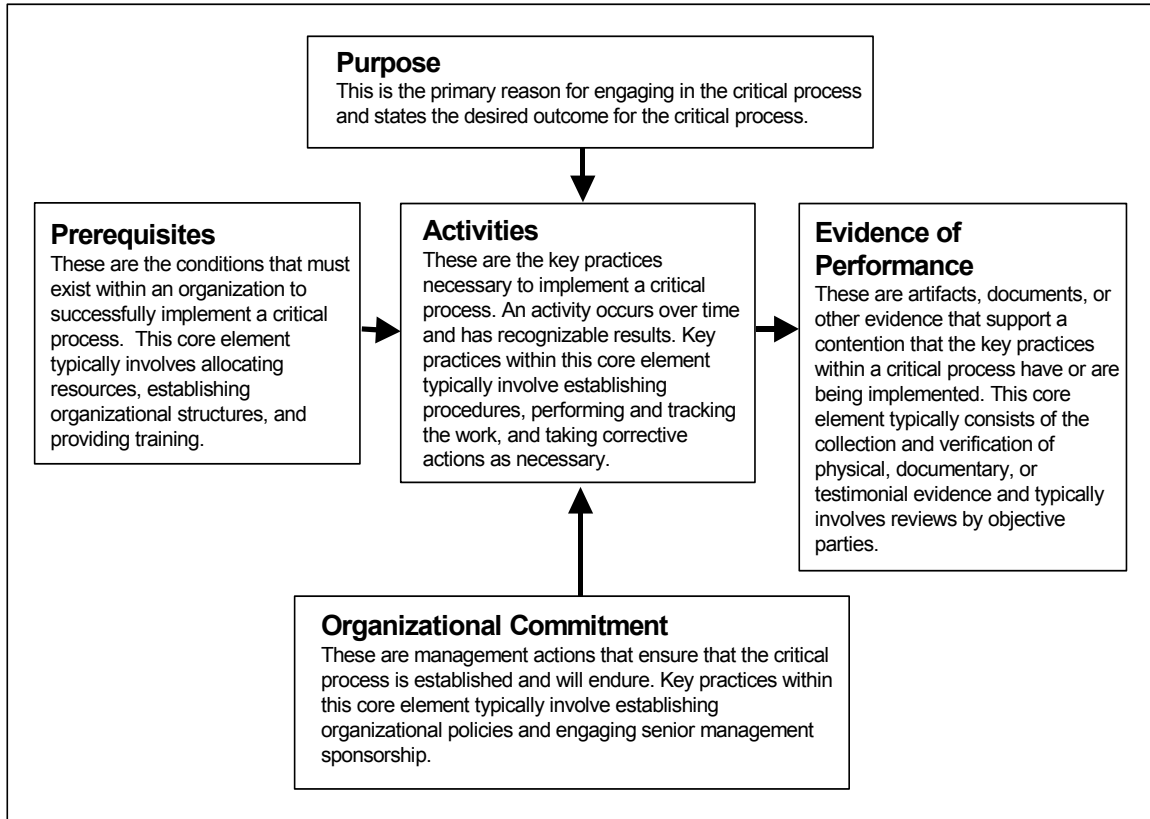 Purpose
This is the primary reason for engaging in the critical process
and states the desired outcome for the critical process.
Prerequisites
These are the conditions that must
exist within an organization to
successfully implement a critical
process. This core element
typically involves allocating
resources, establishing
organizational structures, and
providing training.
Activities
These are the key practices
necessary to implement a critical
process. An activity occurs over time
and has recognizable results. Key
practices within this core element
typically involve establishing
procedures, performing and tracking
the work, and taking corrective
actions as necessary.
Evidence of
Performance
These are artifacts, documents, or
other evidence that support a
contention that the key practices
within a critical process have or are
being implemented. This core
element typically consists of the
collection and verification of
physical, documentary, or
testimonial evidence and typically
involves reviews by objective
parties.
Organizational Commitment
These are management actions that ensure that the critical
process is established and will endure. Key practices within
this core element typically involve establishing
organizational policies and engaging senior management
sponsorship.